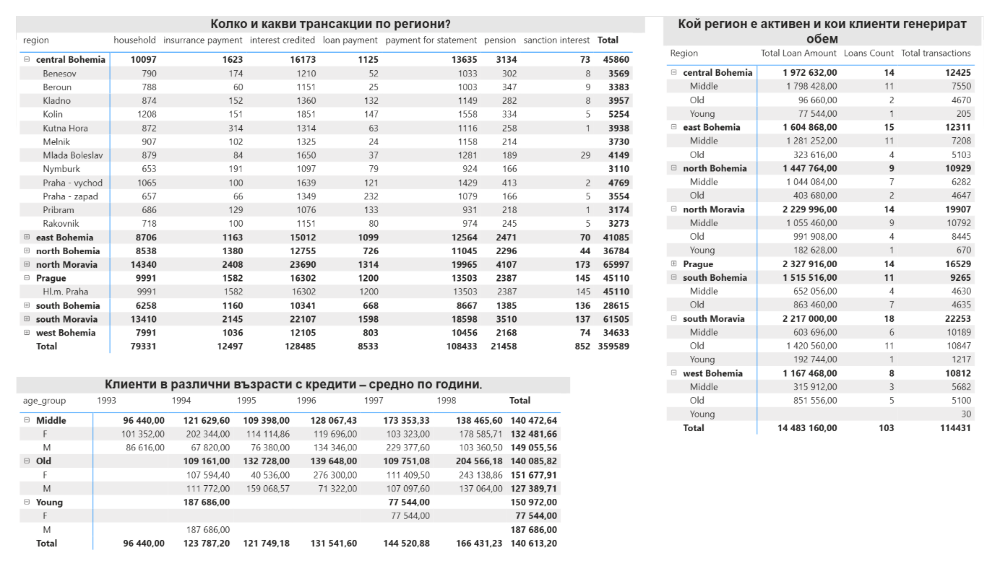 Колко и какви трансакции по региони?
region household insurrance payment interest credited loan payment payment for statement pension sanction interest Total
central Bohemia 10097 1623 16173 1125 13635 3134 73 45860
Benesov 790 174 1210 52 1033 302 8 3569
Beroun 788 60 1151 25 1003 347 9 3383
Kladno 874 152 1360 132 1149 282 8 3957
Kolin 1208 151 1851 147 1558 334 5 5254
Kutna Hora 872 314 1314 63 1116 258 1 3938
Melnik 907 102 1325 24 1158 214 3730
Mlada Boleslav 879 84 1650 37 1281 189 29 4149
Nymburk 653 191 1097 79 924 166 3110
Praha - vychod 1065 100 1639 121 1429 413 2 4769
Praha - zapad 657 66 1349 232 1079 166 5 3554
Pribram 686 129 1076 133 931 218 1 3174
Rakovnik 718 100 1151 80 974 245 5 3273
east Bohemia 8706 1163 15012 1099 12564 2471 70 41085
north Bohemia 8538 1380 12755 726 11045 2296 44 36784
north Moravia 14340 2408 23690 1314 19965 4107 173 65997
Prague 9991 1582 16302 1200 13503 2387 145 45110
Hl.m. Praha 9991 1582 16302 1200 13503 2387 145 45110
south Bohemia 6258 1160 10341 668 8667 1385 136 28615
south Moravia 13410 2145 22107 1598 18598 3510 137 61505
west Bohemia 7991 1036 12105 803 10456 2168 74 34633
Total 79331 12497 128485 8533 108433 21458 852 359589
Кой регион е активен и кои клиенти генерират
обем
Region Total Loan Amount Loans Count Total transactions
central Bohemia 1 972 632,00 14 12425
Middle 1 798 428,00 11 7550
Old 96 660,00 2 4670
Young 77 544,00 1 205
east Bohemia 1 604 868,00 15 12311
Middle 1 281 252,00 11 7208
Old 323 616,00 4 5103
north Bohemia 1 447 764,00 9 10929
Middle 1 044 084,00 7 6282
Old 403 680,00 2 4647
north Moravia 2 229 996,00 14 19907
Middle 1 055 460,00 9 10792
Old 991 908,00 4 8445
Young 182 628,00 1 670
Prague 2 327 916,00 14 16529
south Bohemia 1 515 516,00 11 9265
Middle 652 056,00 4 4630
Old 863 460,00 7 4635
south Moravia 2 217 000,00 18 22253
Middle 603 696,00 6 10189
Old 1 420 560,00 11 10847
Young 192 744,00 1 1217
west Bohemia 1 167 468,00 8 10812
Middle 315 912,00 3 5682
Old 851 556,00 5 5100
Young 30
Total 14 483 160,00 103 114431
Клиенти в различни възрасти с кредити – средно по години.
age_group 1993 1994 1995 1996 1997 1998 Total
Middle 96 440,00 121 629,60 109 398,00 128 067,43 173 353,33 138 465,60 140 472,64
F 101 352,00 202 344,00 114 114,86 119 696,00 103 323,00 178 585,71 132 481,66
M 86 616,00 67 820,00 76 380,00 134 346,00 229 377,60 103 360,50 149 055,56
Old 109 161,00 132 728,00 139 648,00 109 751,08 204 566,18 140 085,82
F 107 594,40 40 536,00 276 300,00 111 409,50 243 138,86 151 677,91
M 111 772,00 159 068,57 71 322,00 107 097,60 137 064,00 127 389,71
Young 187 686,00 77 544,00 150 972,00
F 77 544,00 77 544,00
M 187 686,00 187 686,00
Total 96 440,00 123 787,20 121 749,18 131 541,60 144 520,88 166 431,23 140 613,20